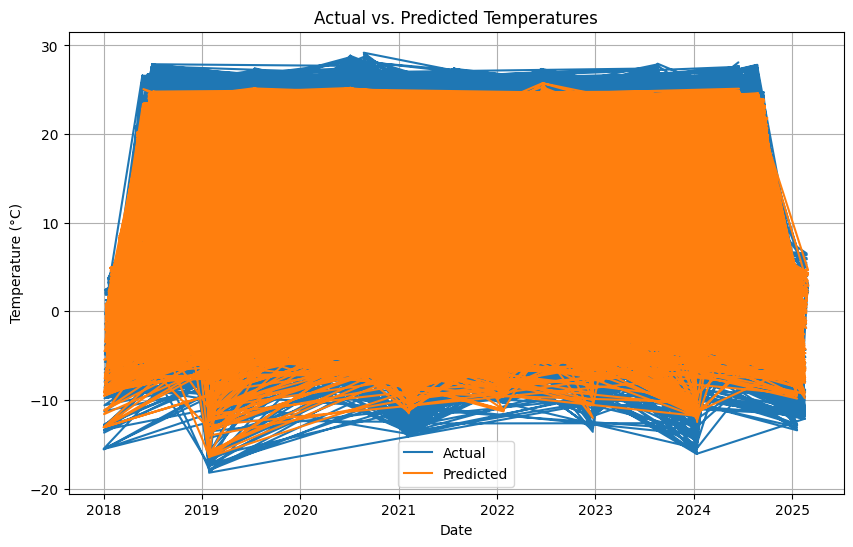 Actual vs. Predicted Temperatures
Temperature (°C)
30
20
10
0
−10
−20
Actual
Predicted
2018 2019 2020 2021 2022 2023 2024 2025
Date